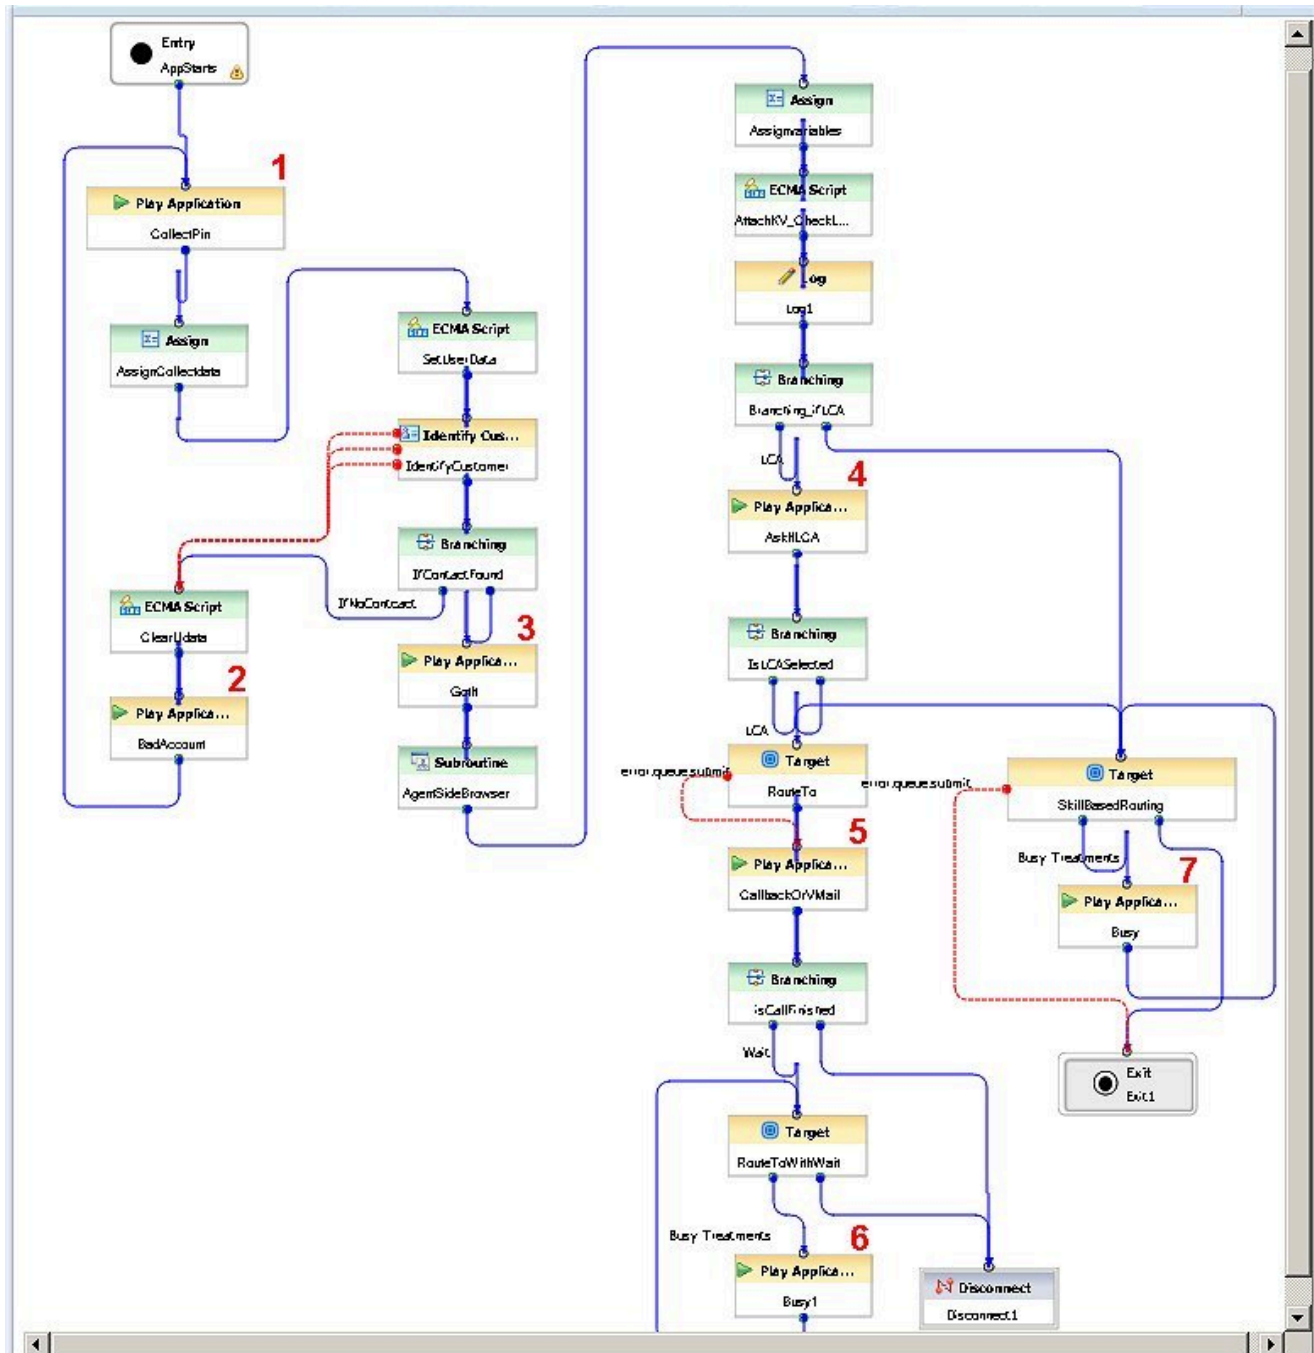 Entry
AppStarts
1
Play Application
CollectPin
Assign
AssignCollectdata
ECMA Script
SetUserData
Identify Cus...
IdentifyCustomer
Branching
IfContactFound
IfNoContact
ECMA Script
ClearUdata
2
Play Applica...
BadAccount
3
Play Applica...
GotIt
Subroutine
AgentSideBrowser
Assign
Assignvariables
ECMA Script
AttachKV_CheckL...
Log
Log1
Branching
Branching_ifLCA
LCA
4
Play Applica...
Branching
IsLCASelected
LCA
Target
RouteTo
error.queue.submit
5
Play Applica...
CallbackOrVMail
Branching
isCallFinished
Wait
Target
RouteToWithWait
Busy Treatments
6
Play Applica...
Busy1
Disconnect
Disconnect1
error.queue.submit
Target
SkillBasedRouting
Busy Treatments
7
Play Applica...
Busy
Exit
Exit1